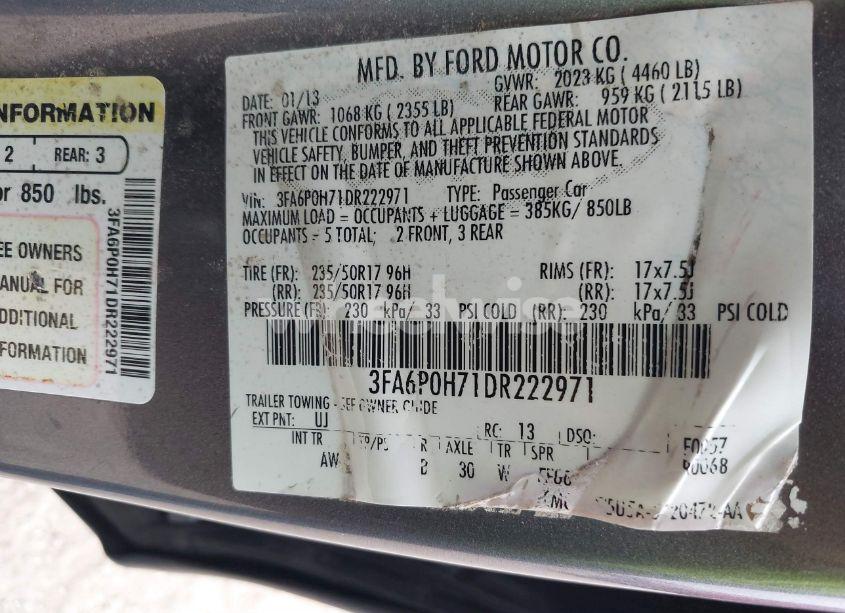 INFORMATION
2 REAR: 3
or 850 lbs.
EE OWNERS
ANUAL FOR
ADDITIONAL
FORMATION
3FA6P0H71DR222971
MFD. BY FORD MOTOR CO.
DATE: 01/13 GVWR: 2023 KG ( 4460 LB)
FRONT GAWR: 1068 KG ( 2355 LB) REAR GAWR: 959 KG ( 2115 LB)
THIS VEHICLE CONFORMS TO ALL APPLICABLE FEDERAL MOTOR
VEHICLE SAFETY, BUMPER, AND THEFT PREVENTION STANDARDS
IN EFFECT ON THE DATE OF MANUFACTURE SHOWN ABOVE.
VIN: 3FA6P0H71DR222971 TYPE: Passenger Car
MAXIMUM LOAD = OCCUPANTS + LUGGAGE = 385KG/ 850LB
OCCUPANTS - 5 TOTAL; 2 FRONT, 3 REAR
TIRE (FR): 235/50R17 96H RIMS (FR): 17x7.5J
(RR): 235/50R17 96H (RR): 17x7.5J
PRESSURE (FR) 230 kPa/ 33 PSI COLD (RR): 230 kPa/ 33 PSI COLD
3FA6P0H71DR222971
TRAILER TOWING - SEE OWNER GUIDE
EXT PNT: UJ RC: 13 DSO:
INT TR TP/PS R AXLE TR SPR
AW B 30 W